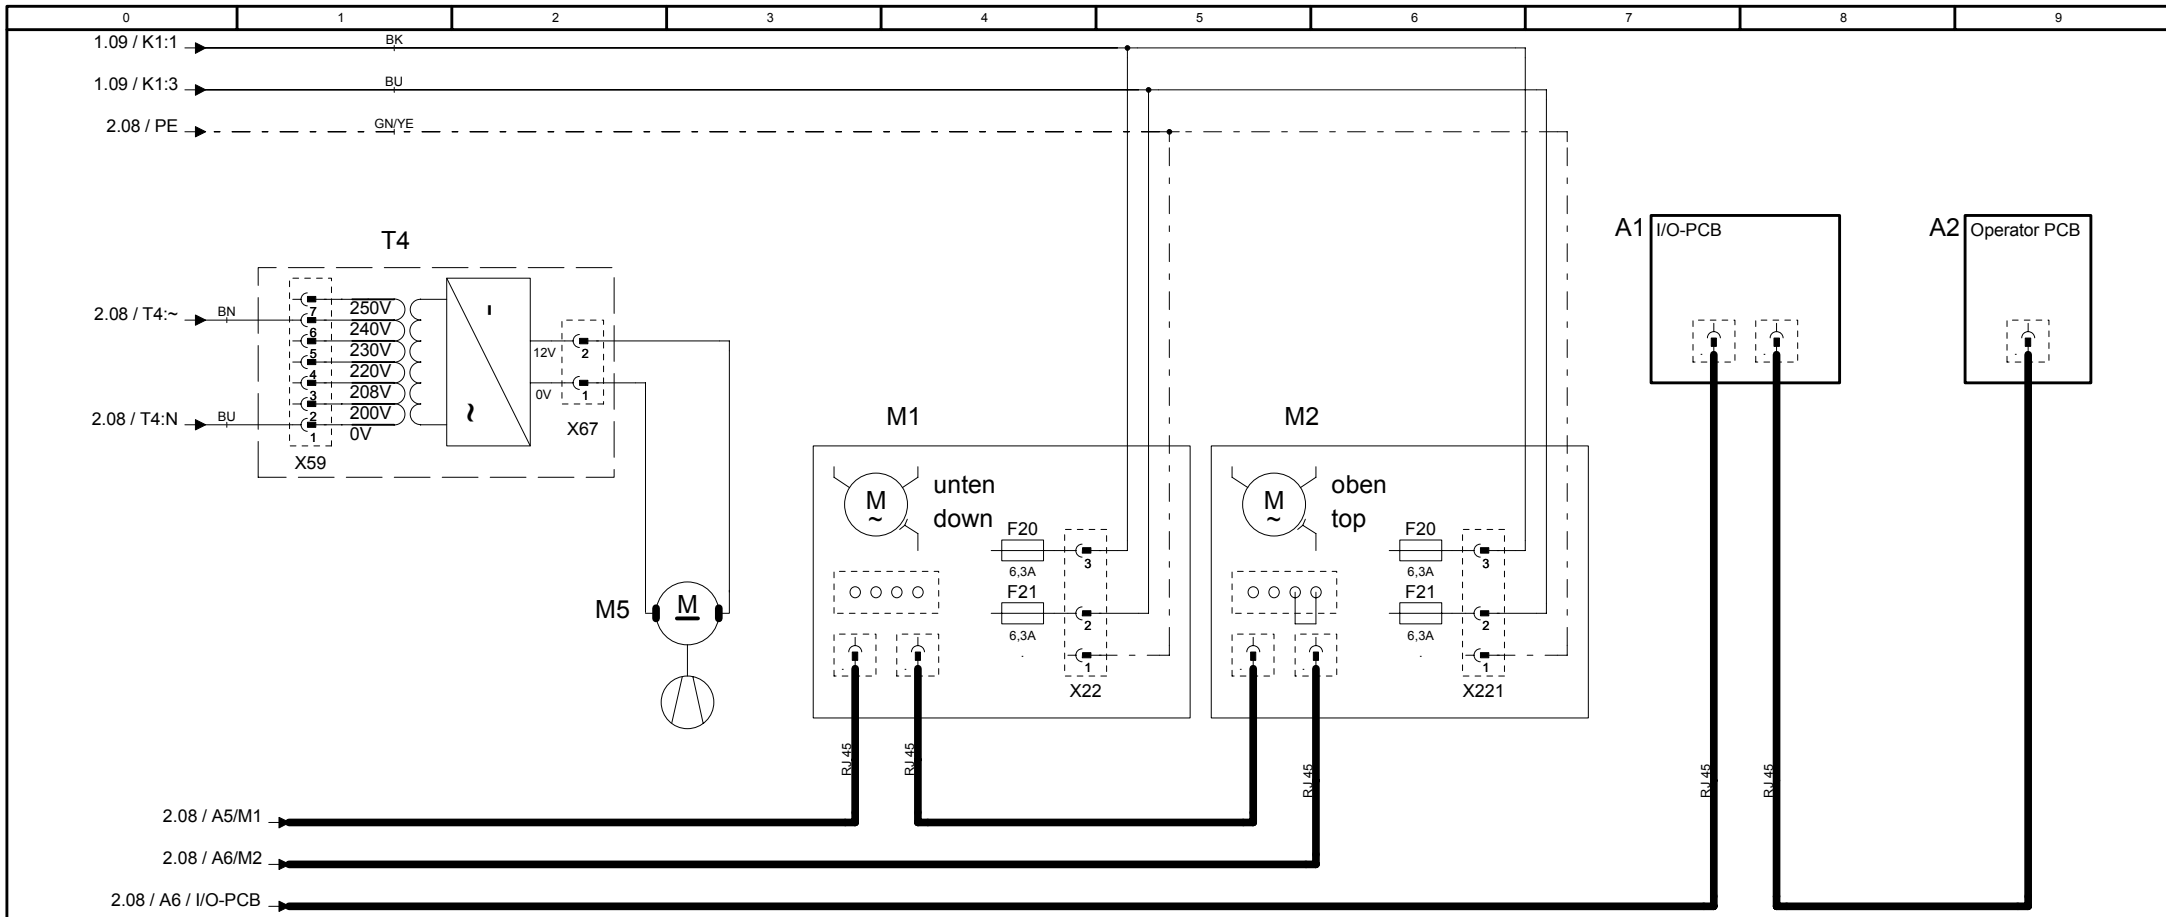 0 1 2 3 4 5 6 7 8 9
1.09 / K1:1
BK
1.09 / K1:3
BU
2.08 / PE
GN/YE
T4
2.08 / T4:~
BN
2.08 / T4:N
BU
7
6
5
4
3
2
1
X59
250V
240V
230V
220V
208V
200V
0V
–
~
12V
0V
2
1
X67
M5
M
M1
M
~
unten
down
F20
6,3A
F21
6,3A
3
2
1
X22
M2
M
~
oben
top
F20
6,3A
F21
6,3A
3
2
1
X221
A1
I/O-PCB
A2
Operator PCB
RJ 45
RJ 45
RJ 45
RJ 45
RJ 45
2.08 / A5/M1
2.08 / A6/M2
2.08 / A6 / I/O-PCB